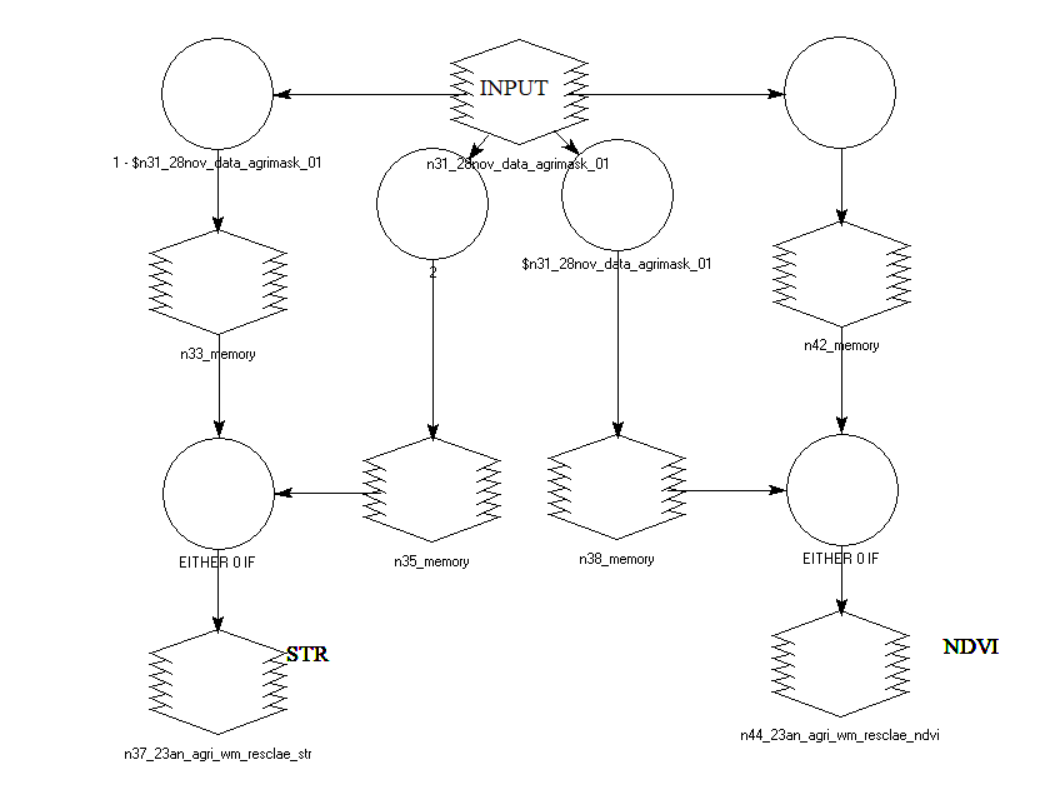 INPUT
1 - $n31_28nov_data_agrimask_01
n31_28nov_data_agrimask_01
2
$n31_28nov_data_agrimask_01
n33_memory
n42_memory
EITHER 0 IF
n35_memory
n38_memory
EITHER 0 IF
STR
NDVI
n37_23an_agri_wm_resclae_str
n44_23an_agri_wm_resclae_ndvi